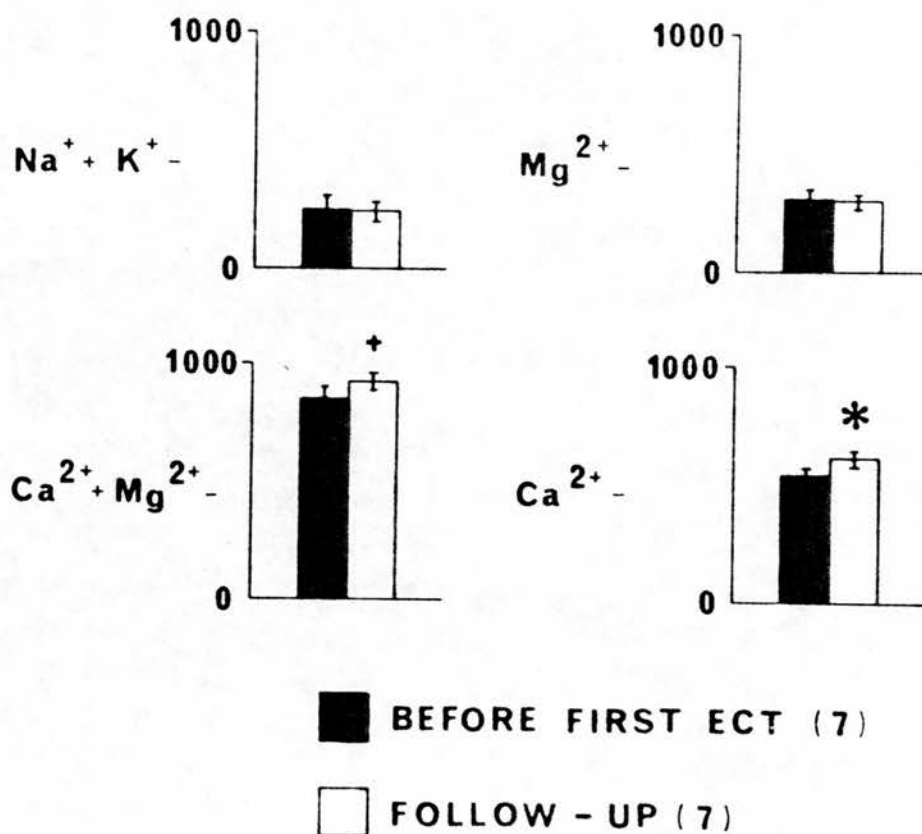 1000
Na⁺ + K⁺ -
0
1000
Mg²⁺ -
0
1000
+
Ca²⁺ + Mg²⁺ -
0
1000
*
Ca²⁺ -
0
BEFORE FIRST ECT (7)
FOLLOW - UP (7)